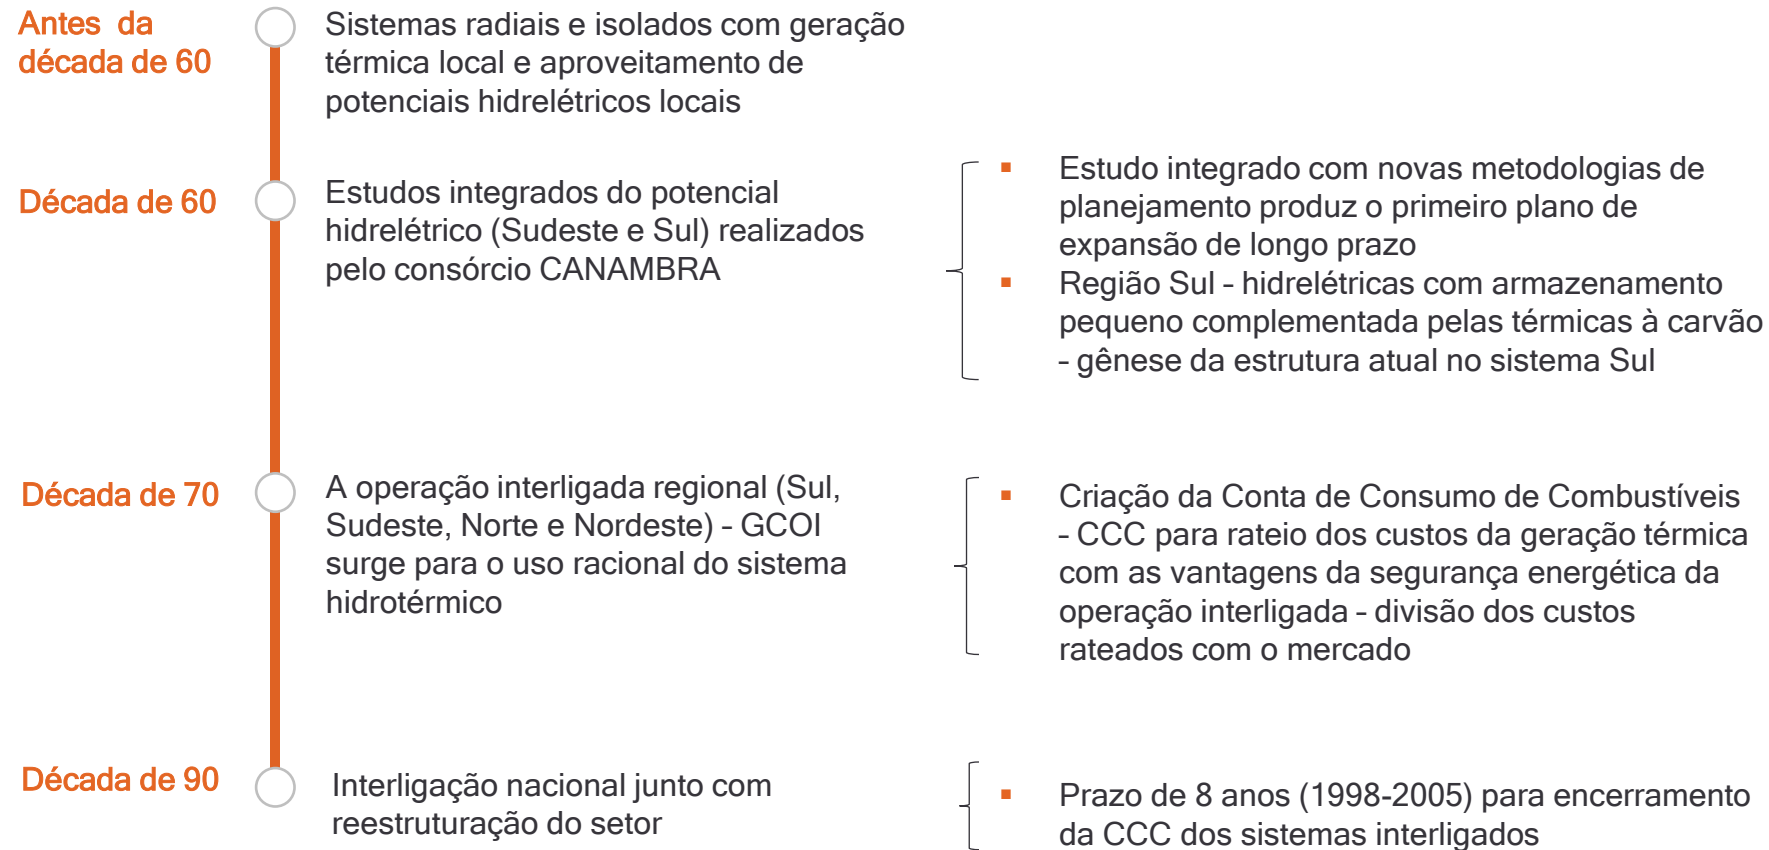 Antes da
década de 60
Sistemas radiais e isolados com geração
térmica local e aproveitamento de
potenciais hidrelétricos locais
Década de 60
Estudos integrados do potencial
hidrelétrico (Sudeste e Sul) realizados
pelo consórcio CANAMBRA
▪ Estudo integrado com novas metodologias de
planejamento produz o primeiro plano de
expansão de longo prazo
▪ Região Sul – hidrelétricas com armazenamento
pequeno complementada pelas térmicas à carvão
– gênese da estrutura atual no sistema Sul
Década de 70
A operação interligada regional (Sul,
Sudeste, Norte e Nordeste) – GCOI
surge para o uso racional do sistema
hidrotérmico
▪ Criação da Conta de Consumo de Combustíveis
– CCC para rateio dos custos da geração térmica
com as vantagens da segurança energética da
operação interligada – divisão dos custos
rateados com o mercado
Década de 90
Interligação nacional junto com
reestruturação do setor
▪ Prazo de 8 anos (1998-2005) para encerramento
da CCC dos sistemas interligados